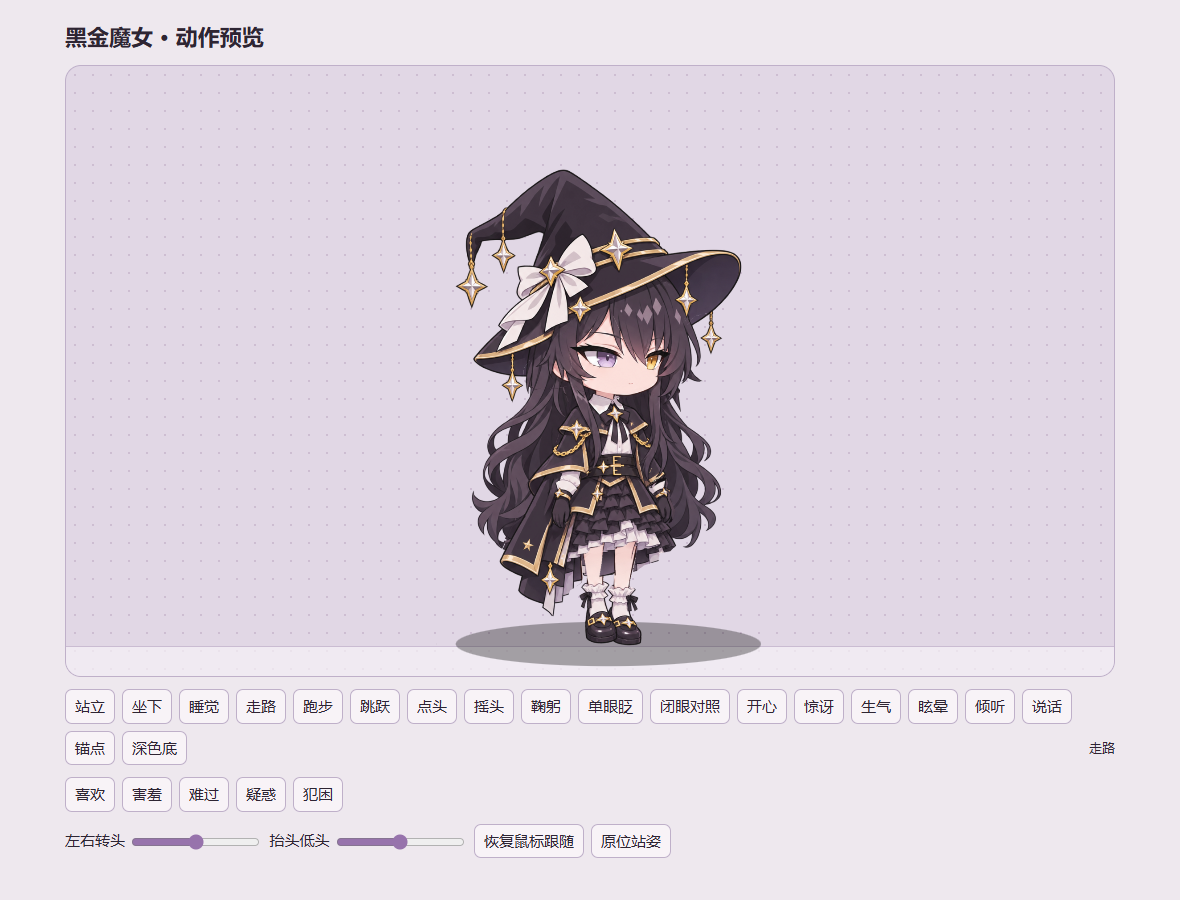 黑金魔女·动作预览
站立 坐下 睡觉 走路 跑步 跳跃 点头 摇头 鞠躬 单眼眨 闭眼对照 开心 惊讶 生气 眩晕 倾听 说话
锚点 深色底 走路
喜欢 害羞 难过 疑惑 犯困
左右转头 抬头低头 恢复鼠标跟随 原位站姿